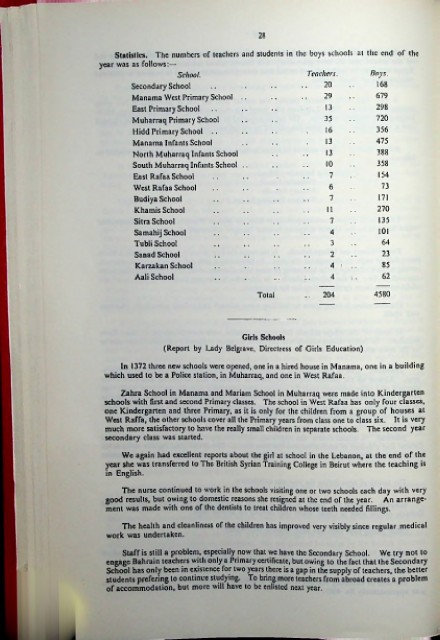 28
Statistics. The numbers of teachers and students in the boys schools at the end of the
year was as follows:—
School. Teachers. Boys.
Secondary School .. .. .. .. 20 .. 168
Manama West Primary School .. .. .. 29 .. 679
East Primary School .. .. .. .. 13 .. 298
Muharraq Primary School .. .. .. 35 .. 720
Hidd Primary School .. .. .. .. 16 .. 356
Manama Infants School .. .. .. 13 .. 475
North Muharraq Infants School .. .. 13 .. 388
South Muharraq Infants School .. .. .. 10 .. 358
East Rafaa School .. .. .. .. 7 .. 154
West Rafaa School .. .. .. .. 6 .. 73
Budiya School .. .. .. .. 7 .. 171
Khamis School .. .. .. .. 11 .. 270
Sitra School .. .. .. .. 7 .. 135
Samahij School .. .. .. .. 4 .. 101
Tubli School .. .. .. .. 3 .. 64
Sanad School .. .. .. .. 2 .. 23
Karzakan School .. .. .. .. 4 .. 85
Aali School .. .. .. .. 4 .. 62
Total .. 204 4580
Girls Schools
(Report by Lady Belgrave, Directress of Girls Education)
In 1372 three new schools were opened, one in a hired house in Manama, one in a building
which used to be a Police station, in Muharraq, and one in West Rafaa.
Zahra School in Manama and Mariam School in Muharraq were made into Kindergarten
schools with first and second Primary classes. The school in West Rafaa has only four classes,
one Kindergarten and three Primary, as it is only for the children from a group of houses at
West Raffa, the other schools cover all the Primary years from class one to class six. It is very
much more satisfactory to have the really small children in separate schools. The second year
secondary class was started.
We again had excellent reports about the girl at school in the Lebanon, at the end of the
year she was transferred to The British Syrian Training College in Beirut where the teaching is
in English.
The nurse continued to work in the schools visiting one or two schools each day with very
good results, but owing to domestic reasons she resigned at the end of the year. An arrange-
ment was made with one of the dentists to treat children whose teeth needed fillings.
The health and cleanliness of the children has improved very visibly since regular medical
work was undertaken.
Staff is still a problem, especially now that we have the Secondary School. We try not to
engage Bahrain teachers with only a Primary certificate, but owing to the fact that the Secondary
School has only been in existence for two years there is a gap in the supply of teachers, the better
students prefering to continue studying. To bring more teachers from abroad creates a problem
of accommodation, but more will have to be enlisted next year.